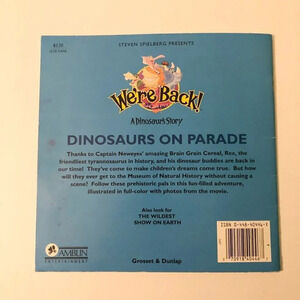 STEVEN SPIELBERG PRESENTS
We're Back!
A Dinosaur's Story
DINOSAURS ON PARADE
Thanks to Captain Neweyes' amazing Brain Grain Cereal, Rex, the
friendliest tyrannosaurus in history, and his dinosaur buddies are back in
our time! They've come to make children's dreams come true. But how
will they ever get to the Museum of Natural History without causing a
scene? Follow these prehistoric pals in this fun-filled adventure,
illustrated in full-color with photos from the movie.
Also look for
THE WILDEST
SHOW ON EARTH
ISBN 0-448-40446-X
AMBLIN
ENTERTAINMENT
Grosset & Dunlap